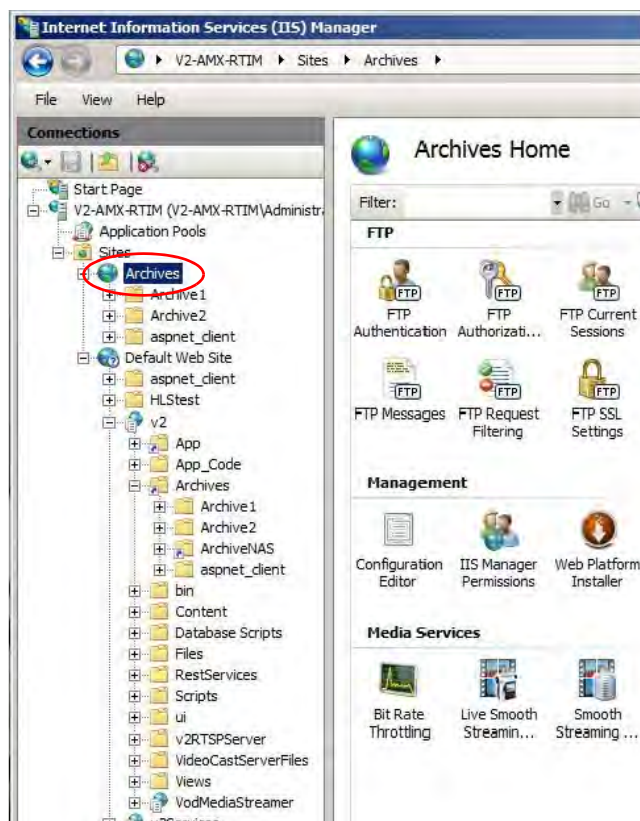 Internet Information Services (IIS) Manager
V2-AMX-RTIM Sites Archives
File View Help
Connections
Start Page
V2-AMX-RTIM (V2-AMX-RTIM\Administr
Application Pools
Sites
Archives
Archive1
Archive2
aspnet_client
Default Web Site
aspnet_client
HLStest
v2
App
App_Code
Archives
Archive1
Archive2
ArchiveNAS
aspnet_client
bin
Content
Database Scripts
Files
RestServices
Scripts
ui
v2RTSPServer
VideoCastServerFiles
Views
VodMediaStreamer
Archives Home
Filter: Go
FTP
FTP FTP FTP
FTP Authentication
FTP Authorizati...
FTP Current Sessions
FTP FTP FTP
FTP Messages
FTP Request Filtering
FTP SSL Settings
Management
Configuration Editor
IIS Manager Permissions
Web Platform Installer
Media Services
Bit Rate Throttling
Live Smooth Streamin...
Smooth Streaming ...